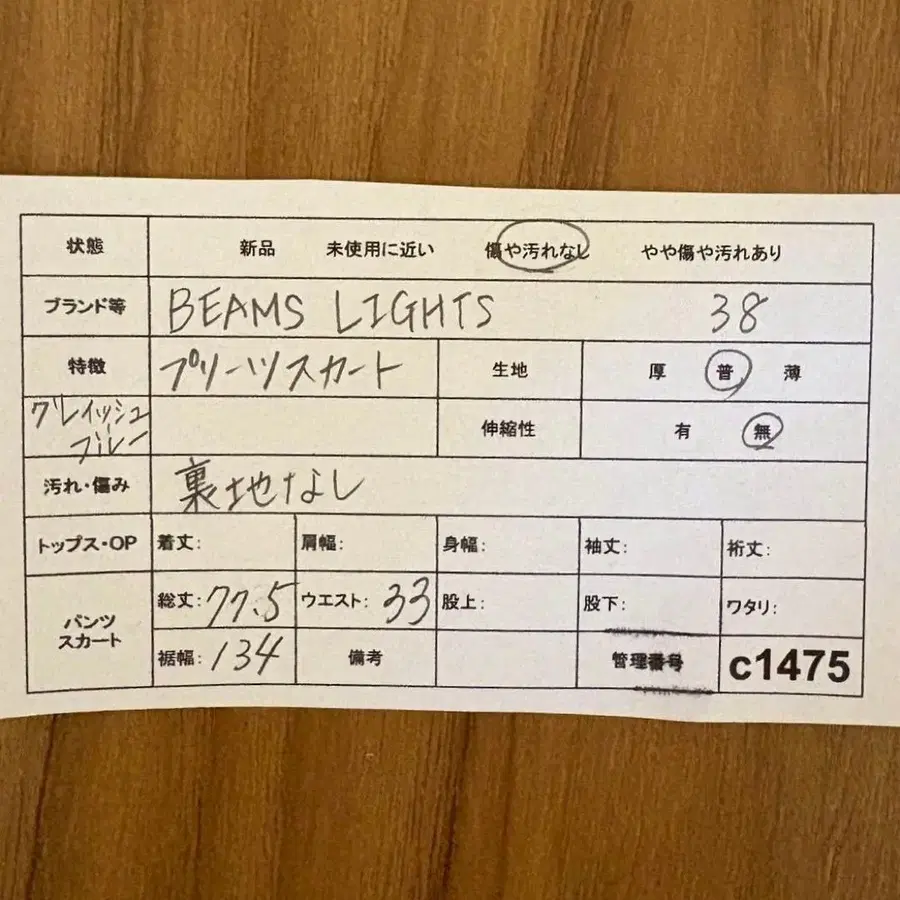 状態 新品 未使用に近い 傷や汚れなし やや傷や汚れあり
ブランド等 BEAMS LIGHTS 38
特徴 プリーツスカート 生地 厚 普 薄
グレイッシュ
ブルー 伸縮性 有 無
汚れ・傷み 裏地なし
トップス・OP 着丈: 肩幅: 身幅: 袖丈: 裄丈:
パンツ
スカート
総丈: 77.5 ウエスト: 33 股上: 股下: ワタリ:
裾幅: 134 備考 管理番号 c1475